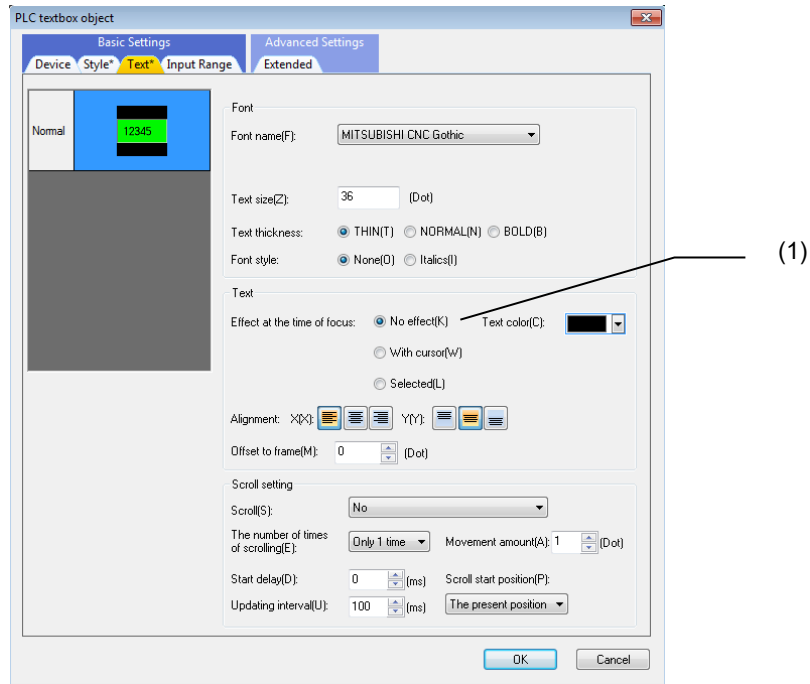 PLC textbox object
Basic Settings Advanced Settings
Device Style* Text* Input Range Extended
Normal 12345
Font
Font name(F): MITSUBISHI CNC Gothic
Text size(Z): 36 (Dot)
Text thickness: THIN(T) NORMAL(N) BOLD(B)
Font style: None(O) Italics(I)
(1)
Text
Effect at the time of focus: No effect(K) Text color(C):
With cursor(W)
Selected(L)
Alignment: X(X): Y(Y):
Offset to frame(M): 0 (Dot)
Scroll setting
Scroll(S): No
The number of times
of scrolling(E): Only 1 time Movement amount(A): 1 (Dot)
Start delay(D): 0 (ms) Scroll start position(P):
Updating interval(U): 100 (ms) The present position
OK Cancel